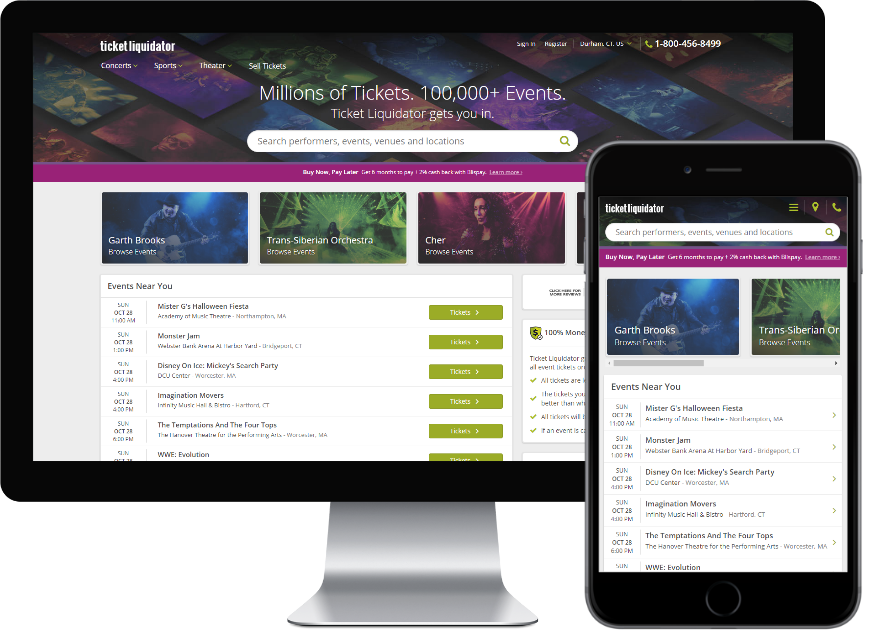 ticket liquidator
Sign In Register Durham, CT, US 1-800-456-8499
Concerts Sports Theater Sell Tickets
Millions of Tickets. 100,000+ Events.
Ticket Liquidator gets you in.
Search performers, events, venues and locations
Buy Now, Pay Later Get 6 months to pay + 2% cash back with Blispay. Learn more ›
Garth Brooks
Browse Events
Trans-Siberian Orchestra
Browse Events
Cher
Browse Events
Events Near You
SUN
OCT 28
11:00 AM
Mister G's Halloween Fiesta
Academy of Music Theatre - Northampton, MA
Tickets
SUN
OCT 28
1:00 PM
Monster Jam
Webster Bank Arena At Harbor Yard - Bridgeport, CT
Tickets
SUN
OCT 28
4:00 PM
Disney On Ice: Mickey's Search Party
DCU Center - Worcester, MA
Tickets
SUN
OCT 28
4:00 PM
Imagination Movers
Infinity Music Hall & Bistro - Hartford, CT
Tickets
SUN
OCT 28
6:00 PM
The Temptations And The Four Tops
The Hanover Theatre for the Performing Arts - Worcester, MA
Tickets
SUN
WWE: Evolution
Tickets
CLICK HERE FOR
MORE REVIEWS
100% Mone
Ticket Liquidator g
all event tickets o
All tickets are
The tickets you
better than wh
All tickets will
If an event is ca
ticket liquidator
Search performers, events, venues and locations
Buy Now, Pay Later Get 6 months to pay + 2% cash back with Blispay. Learn more ›
Garth Brooks
Browse Events
Trans-Siberian Or
Browse Events
Events Near You
SUN
OCT 28
11:00 AM
Mister G's Halloween Fiesta
Academy of Music Theatre - Northampton, MA
SUN
OCT 28
1:00 PM
Monster Jam
Webster Bank Arena At Harbor Yard - Bridgeport, CT
SUN
OCT 28
4:00 PM
Disney On Ice: Mickey's Search Party
DCU Center - Worcester, MA
SUN
OCT 28
4:00 PM
Imagination Movers
Infinity Music Hall & Bistro - Hartford, CT
SUN
OCT 28
6:00 PM
The Temptations And The Four Tops
The Hanover Theatre for the Performing Arts - Worcester, MA
SUN
WWE: Evolution